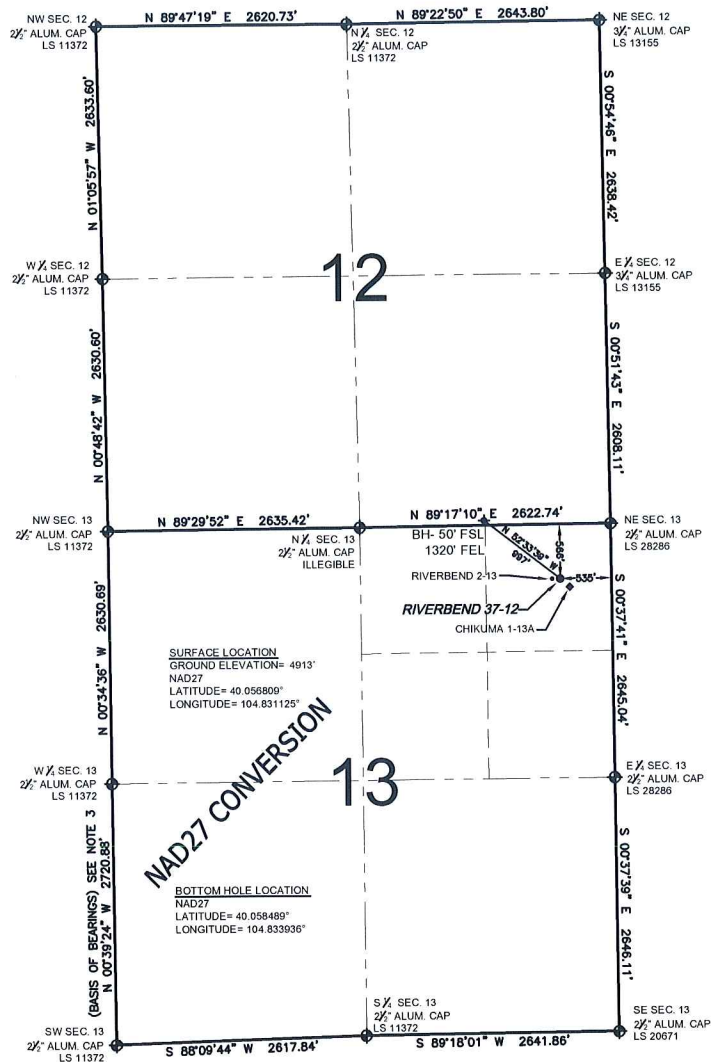 NW SEC. 12
2½" ALUM. CAP
LS 11372
N 89°47'19" E 2620.73'
N ¼ SEC. 12
2½" ALUM. CAP
LS 11372
N 89°22'50" E 2643.80'
NE SEC. 12
3¼" ALUM. CAP
LS 13155
N 01°05'57" W 2633.60'
S 00°54'46" E 2638.42'
W ¼ SEC. 12
2½" ALUM. CAP
LS 11372
12
E ¼ SEC. 12
3¼" ALUM. CAP
LS 13155
N 00°48'42" W 2630.60'
S 00°51'43" E 2608.11'
NW SEC. 13
2½" ALUM. CAP
LS 11372
N 89°29'52" E 2635.42'
N ¼ SEC. 13
2½" ALUM. CAP
ILLEGIBLE
N 89°17'10" E 2622.74'
NE SEC. 13
2½" ALUM. CAP
LS 28286
BH- 50' FSL
1320' FEL
N 52°33'39" W
997'
535'
RIVERBEND 2-13
RIVERBEND 37-12
CHIKUMA 1-13A
N 00°34'36" W 2630.69'
S 00°37'41" E 2645.04'
SURFACE LOCATION
GROUND ELEVATION= 4913'
NAD27
LATITUDE= 40.056809°
LONGITUDE= 104.831125°
NAD27 CONVERSION
W ¼ SEC. 13
2½" ALUM. CAP
LS 11372
13
E ¼ SEC. 13
2½" ALUM. CAP
LS 28286
(BASIS OF BEARINGS) SEE NOTE 3
N 00°39'24" W 2720.88'
S 00°37'39" E 2646.11'
BOTTOM HOLE LOCATION
NAD27
LATITUDE= 40.058489°
LONGITUDE= 104.833936°
SW SEC. 13
2½" ALUM. CAP
LS 11372
S 88°09'44" W 2617.84'
S ¼ SEC. 13
2½" ALUM. CAP
LS 11372
S 89°18'01" W 2641.86'
SE SEC. 13
2½" ALUM. CAP
LS 20671